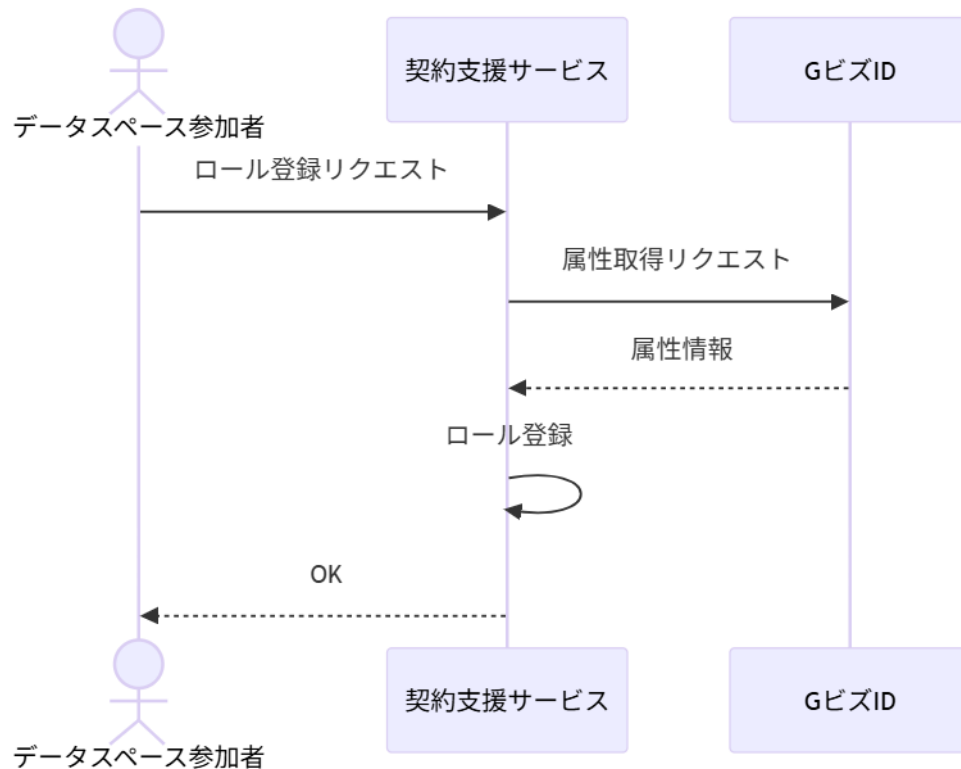 契約支援サービス
GビズID
データスペース参加者
ロール登録リクエスト
属性取得リクエスト
属性情報
ロール登録
OK
契約支援サービス
GビズID
データスペース参加者